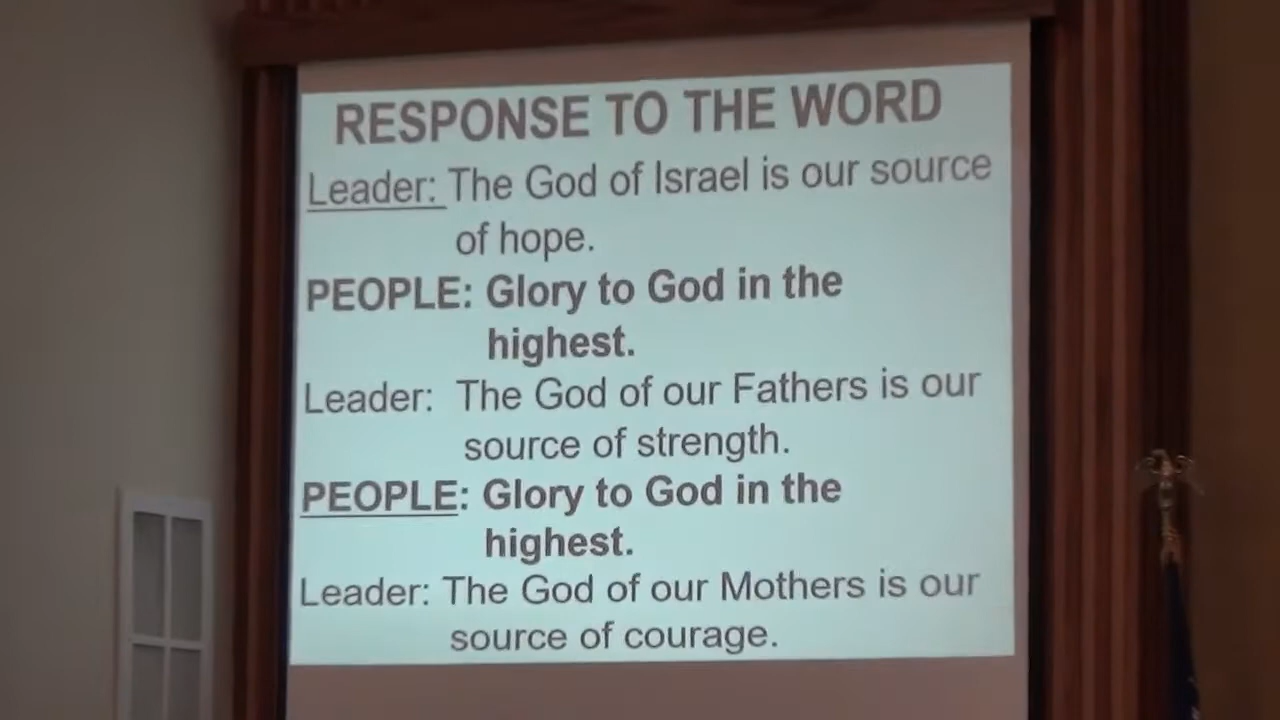 RESPONSE TO THE WORD
Leader: The God of Israel is our source
of hope.
PEOPLE: Glory to God in the
highest.
Leader: The God of our Fathers is our
source of strength.
PEOPLE: Glory to God in the
highest.
Leader: The God of our Mothers is our
source of courage.